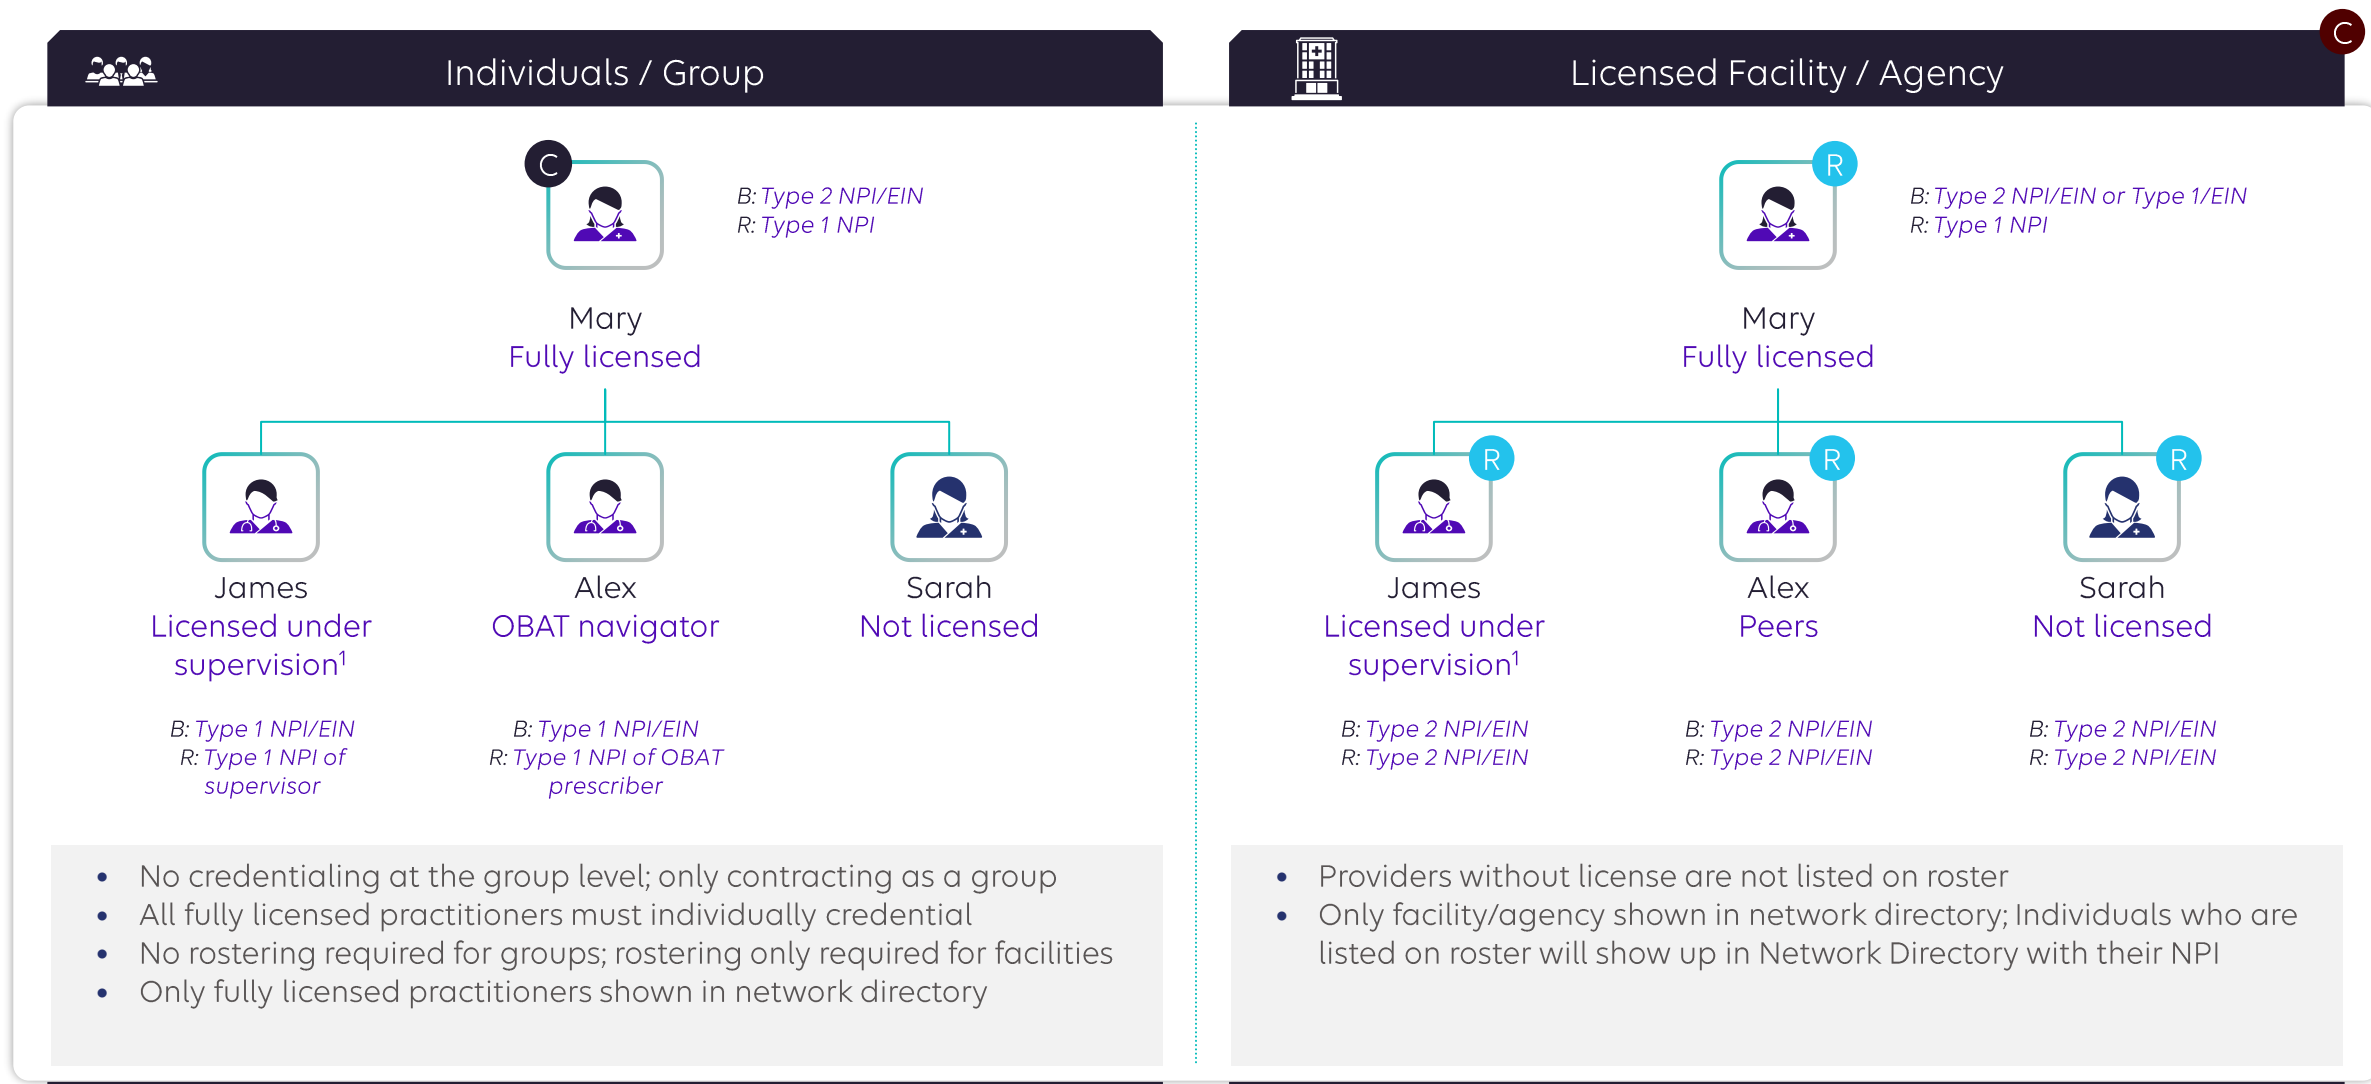 C
Individuals / Group
Licensed Facility / Agency
C
B: Type 2 NPI/EIN
R: Type 1 NPI
Mary
Fully licensed
James
Licensed under
supervision¹
B: Type 1 NPI/EIN
R: Type 1 NPI of
supervisor
Alex
OBAT navigator
B: Type 1 NPI/EIN
R: Type 1 NPI of OBAT
prescriber
Sarah
Not licensed
• No credentialing at the group level; only contracting as a group
• All fully licensed practitioners must individually credential
• No rostering required for groups; rostering only required for facilities
• Only fully licensed practitioners shown in network directory
R
B: Type 2 NPI/EIN or Type 1/EIN
R: Type 1 NPI
Mary
Fully licensed
R
James
Licensed under
supervision¹
B: Type 2 NPI/EIN
R: Type 2 NPI/EIN
R
Alex
Peers
B: Type 2 NPI/EIN
R: Type 2 NPI/EIN
R
Sarah
Not licensed
B: Type 2 NPI/EIN
R: Type 2 NPI/EIN
• Providers without license are not listed on roster
• Only facility/agency shown in network directory; Individuals who are
listed on roster will show up in Network Directory with their NPI